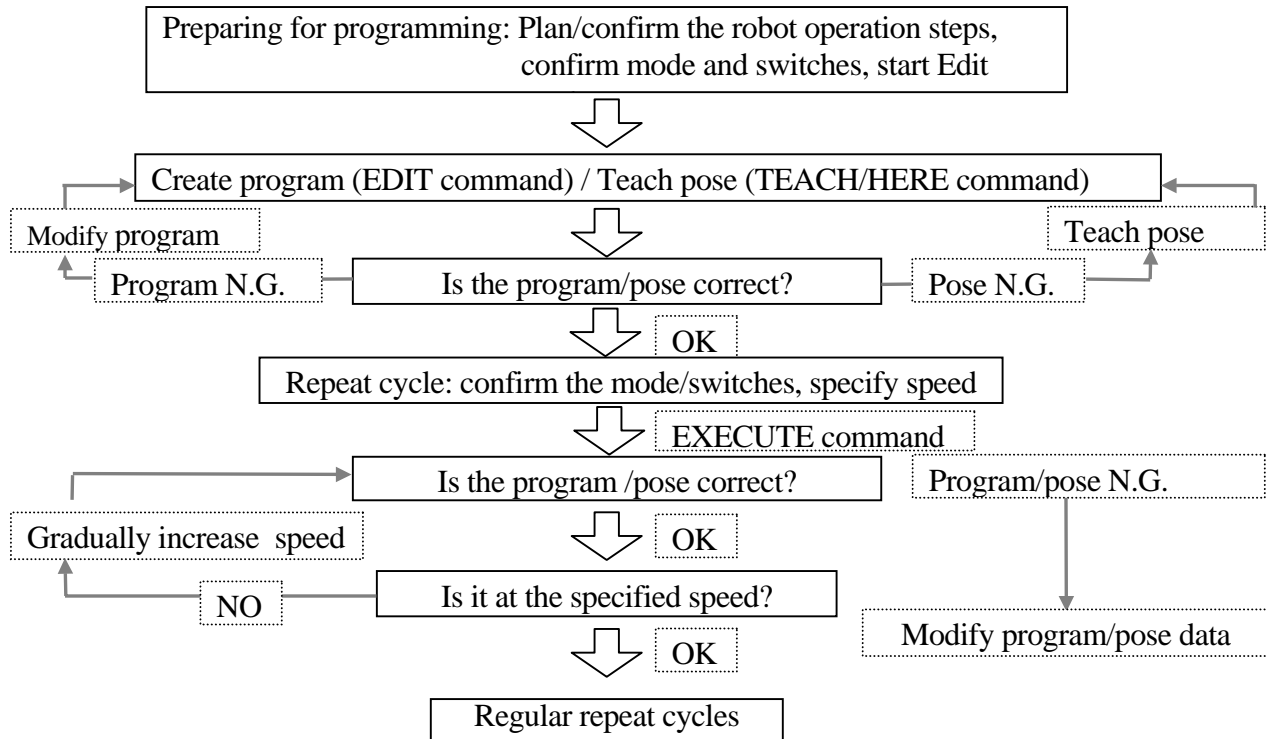 Preparing for programming: Plan/confirm the robot operation steps,
confirm mode and switches, start Edit
Create program (EDIT command) / Teach pose (TEACH/HERE command)
Modify program
Teach pose
Program N.G.
Is the program/pose correct?
Pose N.G.
OK
Repeat cycle: confirm the mode/switches, specify speed
EXECUTE command
Is the program /pose correct?
Program/pose N.G.
Gradually increase speed
OK
NO
Is it at the specified speed?
Modify program/pose data
OK
Regular repeat cycles